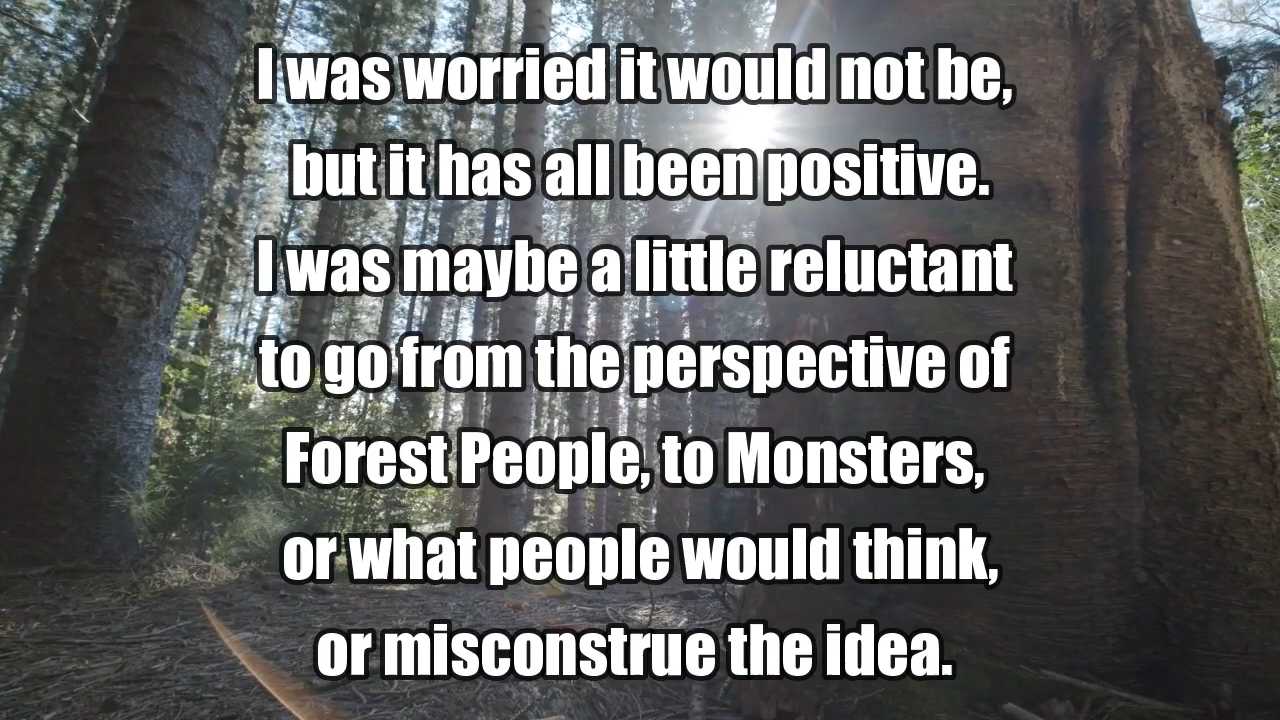 I was worried it would not be,
but it has all been positive.
I was maybe a little reluctant
to go from the perspective of
Forest People, to Monsters,
or what people would think,
or misconstrue the idea.